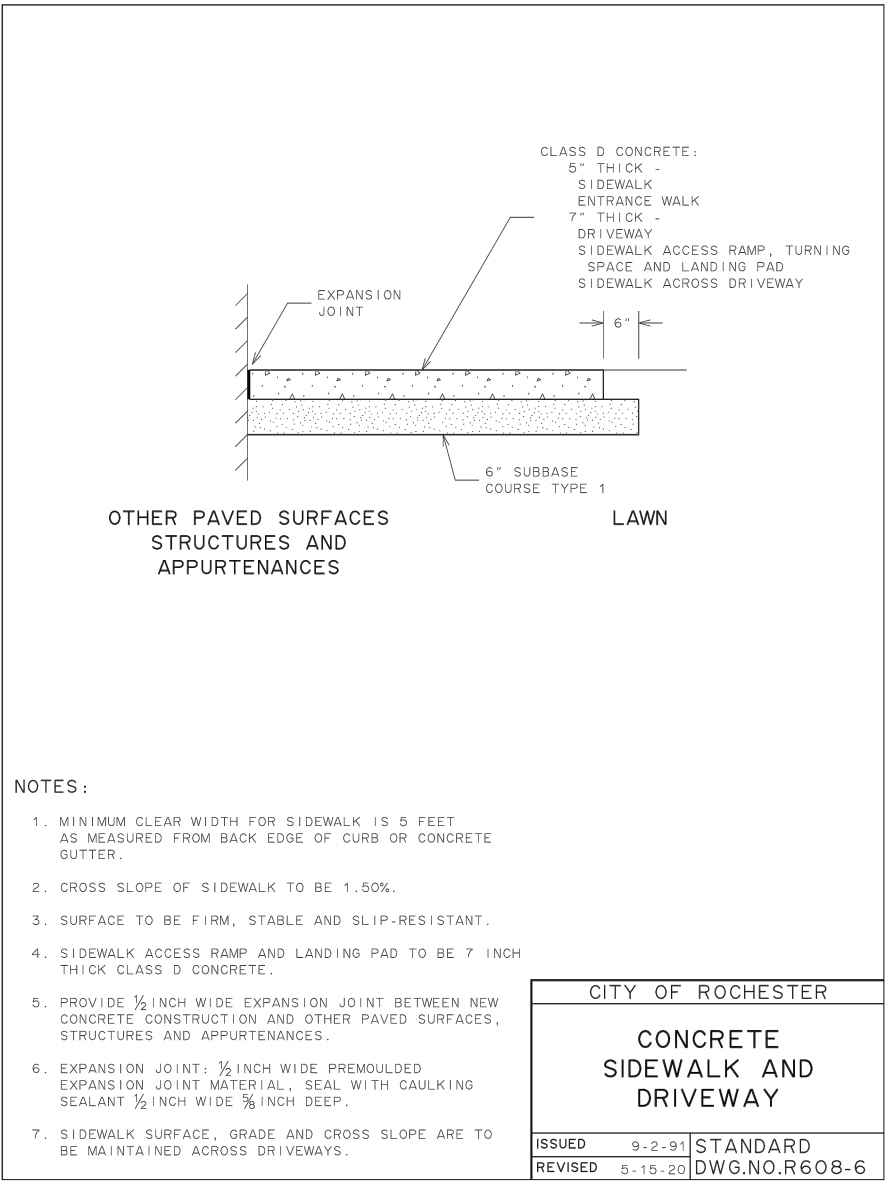 CLASS D CONCRETE:
5" THICK -
SIDEWALK
ENTRANCE WALK
7" THICK -
DRIVEWAY
SIDEWALK ACCESS RAMP, TURNING
SPACE AND LANDING PAD
SIDEWALK ACROSS DRIVEWAY
EXPANSION
JOINT
6"
6" SUBBASE
COURSE TYPE 1
OTHER PAVED SURFACES
STRUCTURES AND
APPURTENANCES
LAWN
NOTES:
1. MINIMUM CLEAR WIDTH FOR SIDEWALK IS 5 FEET
AS MEASURED FROM BACK EDGE OF CURB OR CONCRETE
GUTTER.
2. CROSS SLOPE OF SIDEWALK TO BE 1.50%.
3. SURFACE TO BE FIRM, STABLE AND SLIP-RESISTANT.
4. SIDEWALK ACCESS RAMP AND LANDING PAD TO BE 7 INCH
THICK CLASS D CONCRETE.
5. PROVIDE ½ INCH WIDE EXPANSION JOINT BETWEEN NEW
CONCRETE CONSTRUCTION AND OTHER PAVED SURFACES,
STRUCTURES AND APPURTENANCES.
6. EXPANSION JOINT: ½ INCH WIDE PREMOULDED
EXPANSION JOINT MATERIAL, SEAL WITH CAULKING
SEALANT ½ INCH WIDE ⅝ INCH DEEP.
7. SIDEWALK SURFACE, GRADE AND CROSS SLOPE ARE TO
BE MAINTAINED ACROSS DRIVEWAYS.
CITY OF ROCHESTER
CONCRETE
SIDEWALK AND
DRIVEWAY
ISSUED 9-2-91
REVISED 5-15-20
STANDARD
DWG.NO.R608-6